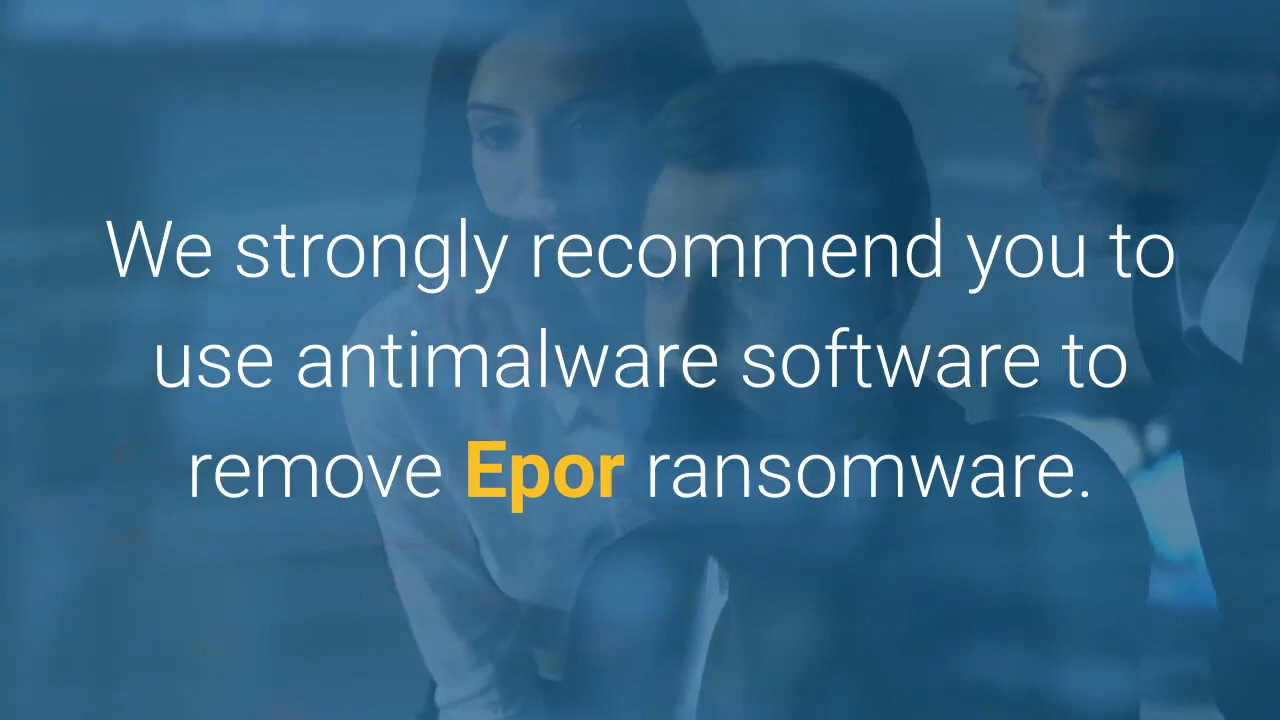 We strongly recommend you to
use antimalware software to
remove Epor ransomware.